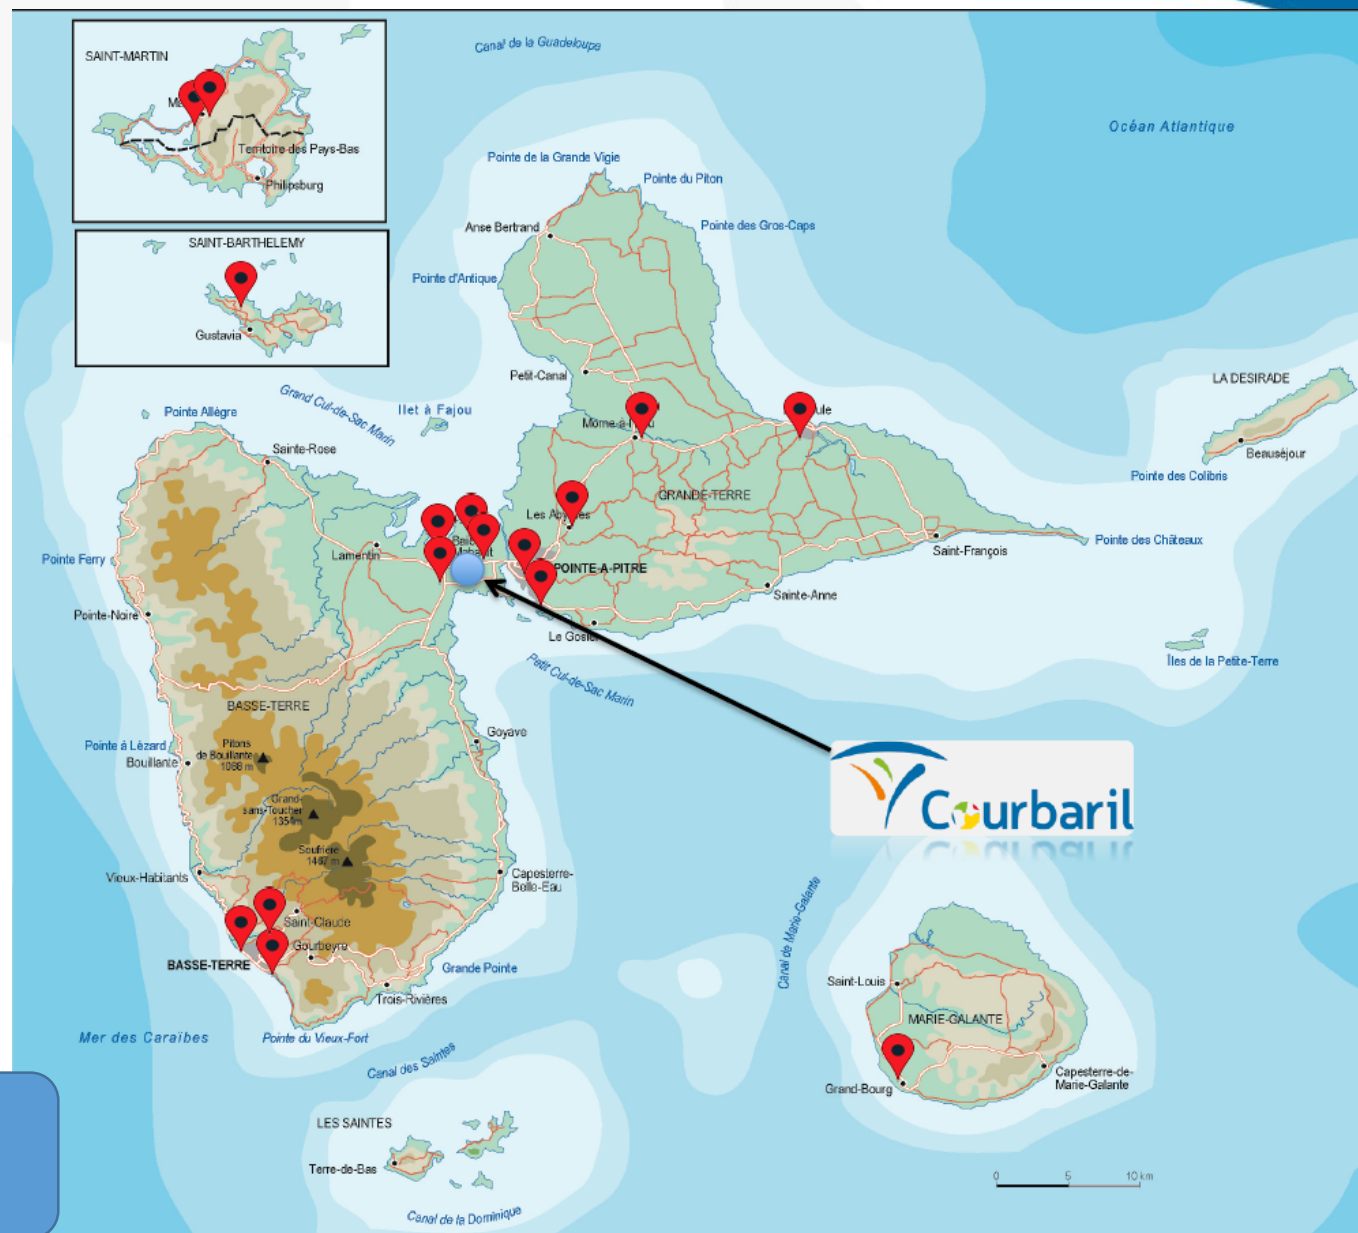 SAINT-MARTIN
Territoire des Pays-Bas
Philipsburg
SAINT-BARTHELEMY
Gustavia
Canal de la Guadeloupe
Océan Atlantique
Pointe de la Grande Vigie
Pointe du Piton
Anse Bertrand
Pointe des Gros-Caps
Pointe d'Antique
Petit-Canal
LA DESIRADE
Grand Cul-de-Sac Marin
Ilet à Fajou
Pointe Allègre
Sainte-Rose
Beauséjour
Pointe des Colibris
GRANDE-TERRE
Les
Lamentin
Pointe Ferry
Saint-François
Pointe des Châteaux
POINTE-A-PITRE
Sainte-Anne
Pointe-Noire
Le Gosier
Îles de la Petite-Terre
Petit Cul-de-Sac Marin
BASSE-TERRE
Goyave
Pointe à Lézard
Pitons
de Bouillante
1088 m
Bouillante
Grand-
sans-Toucher
1354m
Courbaril
Soufrière
1467 m
Vieux-Habitants
Capesterre-
Belle-Eau
Canal de Marie-Galante
Saint-Claude
Gourbeyre
BASSE-TERRE
Grande Pointe
Saint-Louis
Trois-Rivières
MARIE-GALANTE
Mer des Caraïbes
Pointe du Vieux-Fort
Canal des Saintes
Capesterre-de-
Marie-Galante
Grand-Bourg
LES SAINTES
Terre-de-Bas
0 5 10 km
Canal de la Dominique